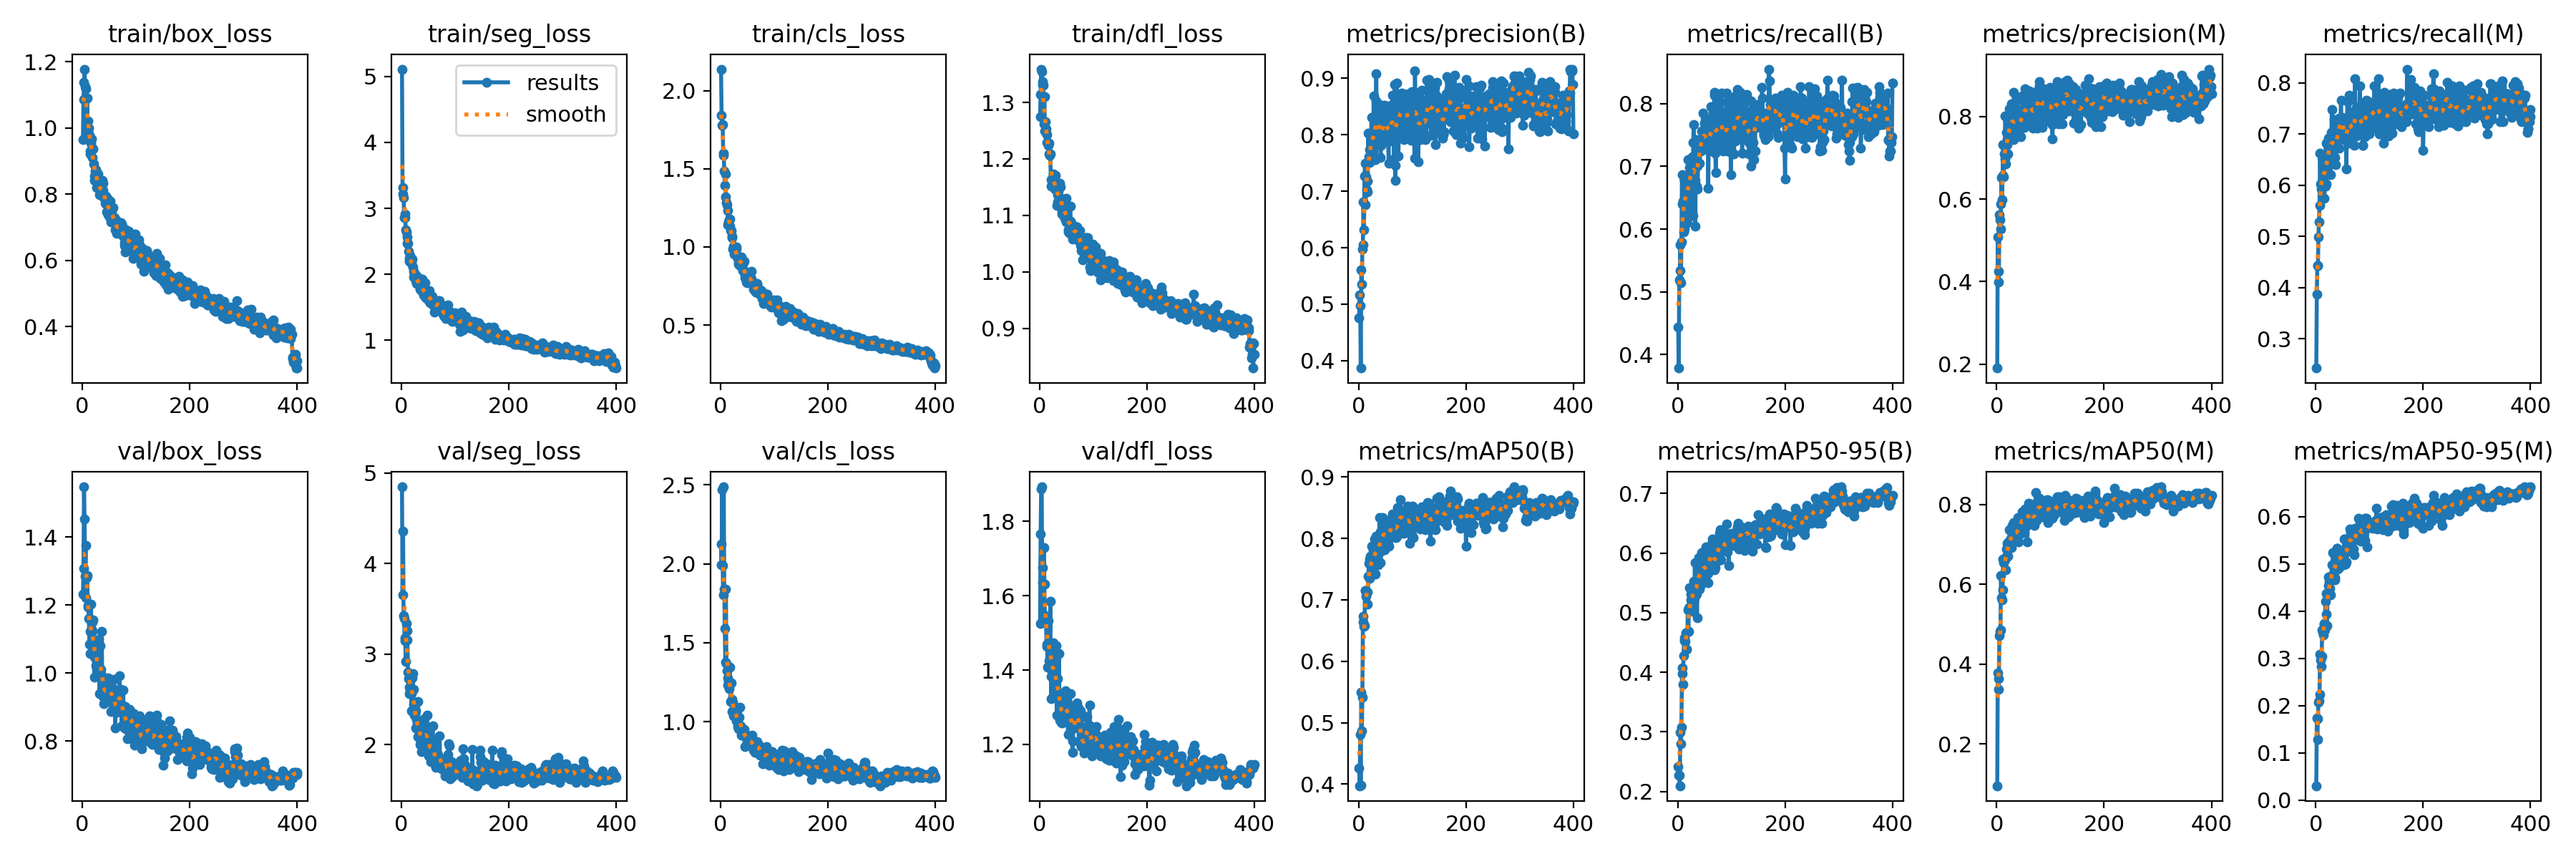 train/box_loss
1.2
1.0
0.8
0.6
0.4
0 200 400
train/seg_loss
results
smooth
5
4
3
2
1
0 200 400
train/cls_loss
2.0
1.5
1.0
0.5
0 200 400
train/dfl_loss
1.3
1.2
1.1
1.0
0.9
0 200 400
metrics/precision(B)
0.9
0.8
0.7
0.6
0.5
0.4
0 200 400
metrics/recall(B)
0.8
0.7
0.6
0.5
0.4
0 200 400
metrics/precision(M)
0.8
0.6
0.4
0.2
0 200 400
metrics/recall(M)
0.8
0.7
0.6
0.5
0.4
0.3
0 200 400
val/box_loss
1.4
1.2
1.0
0.8
0 200 400
val/seg_loss
5
4
3
2
0 200 400
val/cls_loss
2.5
2.0
1.5
1.0
0 200 400
val/dfl_loss
1.8
1.6
1.4
1.2
0 200 400
metrics/mAP50(B)
0.9
0.8
0.7
0.6
0.5
0.4
0 200 400
metrics/mAP50-95(B)
0.7
0.6
0.5
0.4
0.3
0.2
0 200 400
metrics/mAP50(M)
0.8
0.6
0.4
0.2
0 200 400
metrics/mAP50-95(M)
0.6
0.5
0.4
0.3
0.2
0.1
0.0
0 200 400